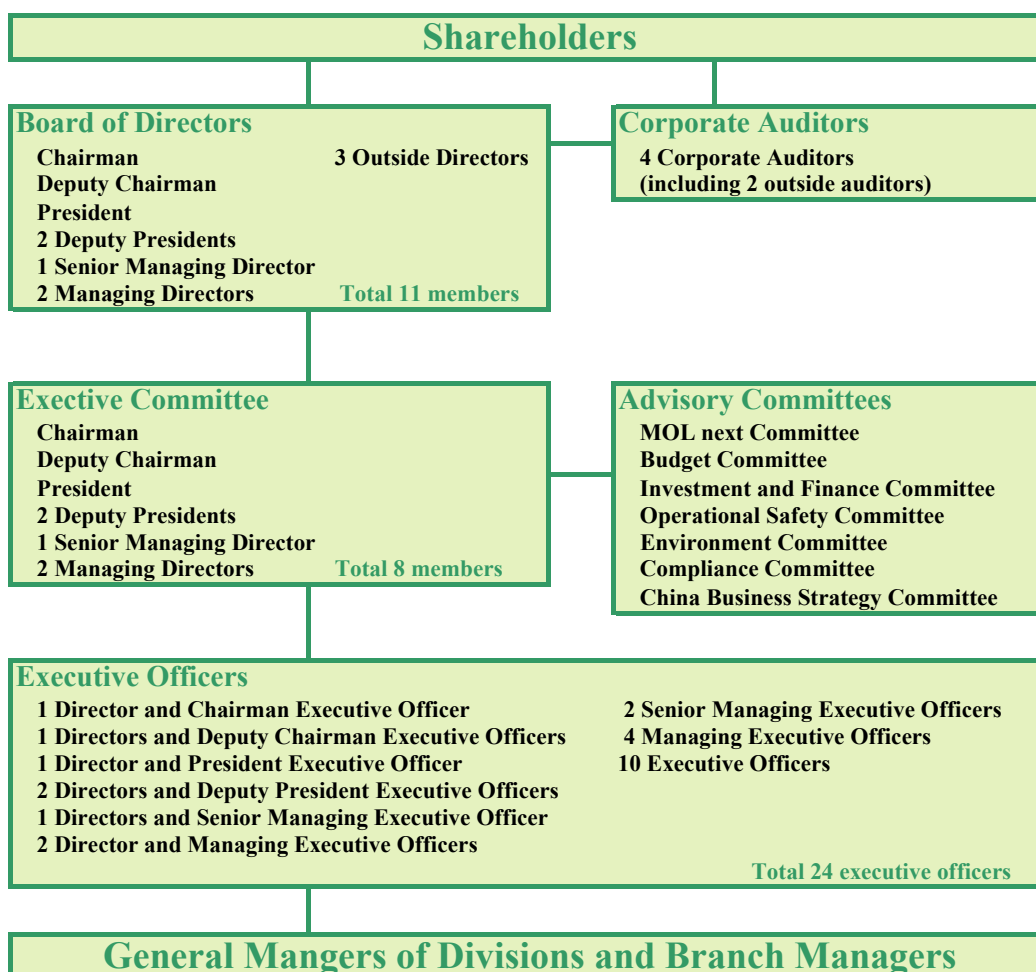 Shareholders
Board of Directors
Chairman
Deputy Chairman
President
2 Deputy Presidents
1 Senior Managing Director
2 Managing Directors
3 Outside Directors
Total 11 members
Corporate Auditors
4 Corporate Auditors
(including 2 outside auditors)
Exective Committee
Chairman
Deputy Chairman
President
2 Deputy Presidents
1 Senior Managing Director
2 Managing Directors
Total 8 members
Advisory Committees
MOL next Committee
Budget Committee
Investment and Finance Committee
Operational Safety Committee
Environment Committee
Compliance Committee
China Business Strategy Committee
Executive Officers
1 Director and Chairman Executive Officer
1 Directors and Deputy Chairman Executive Officers
1 Director and President Executive Officer
2 Directors and Deputy President Executive Officers
1 Directors and Senior Managing Executive Officer
2 Director and Managing Executive Officers
2 Senior Managing Executive Officers
4 Managing Executive Officers
10 Executive Officers
Total 24 executive officers
General Mangers of Divisions and Branch Managers